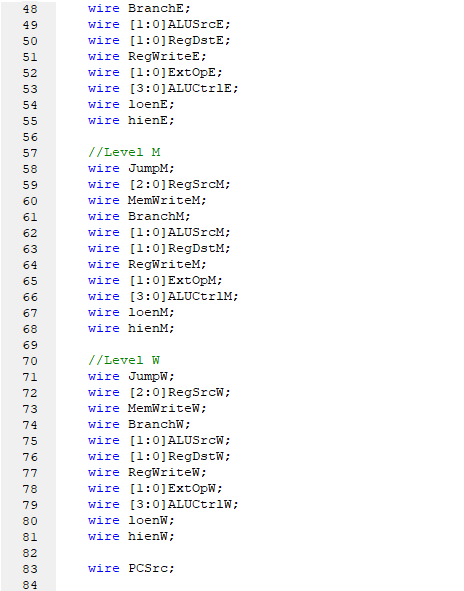 48 wire BranchE;
49 wire [1:0]ALUSrcE;
50 wire [1:0]RegDstE;
51 wire RegWriteE;
52 wire [1:0]ExtOpE;
53 wire [3:0]ALUCtrlE;
54 wire loenE;
55 wire hienE;
56
57 //Level M
58 wire JumpM;
59 wire [2:0]RegSrcM;
60 wire MemWriteM;
61 wire BranchM;
62 wire [1:0]ALUSrcM;
63 wire [1:0]RegDstM;
64 wire RegWriteM;
65 wire [1:0]ExtOpM;
66 wire [3:0]ALUCtrlM;
67 wire loenM;
68 wire hienM;
69
70 //Level W
71 wire JumpW;
72 wire [2:0]RegSrcW;
73 wire MemWriteW;
74 wire BranchW;
75 wire [1:0]ALUSrcW;
76 wire [1:0]RegDstW;
77 wire RegWriteW;
78 wire [1:0]ExtOpW;
79 wire [3:0]ALUCtrlW;
80 wire loenW;
81 wire hienW;
82
83 wire PCSrc;
84